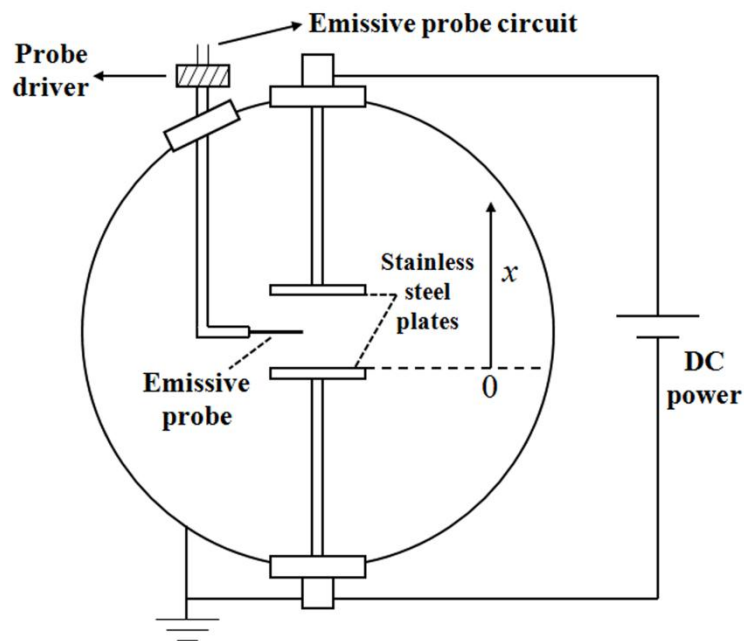 Emissive probe circuit
Probe
driver
Stainless
steel
plates
x
Emissive
probe
0
DC
power